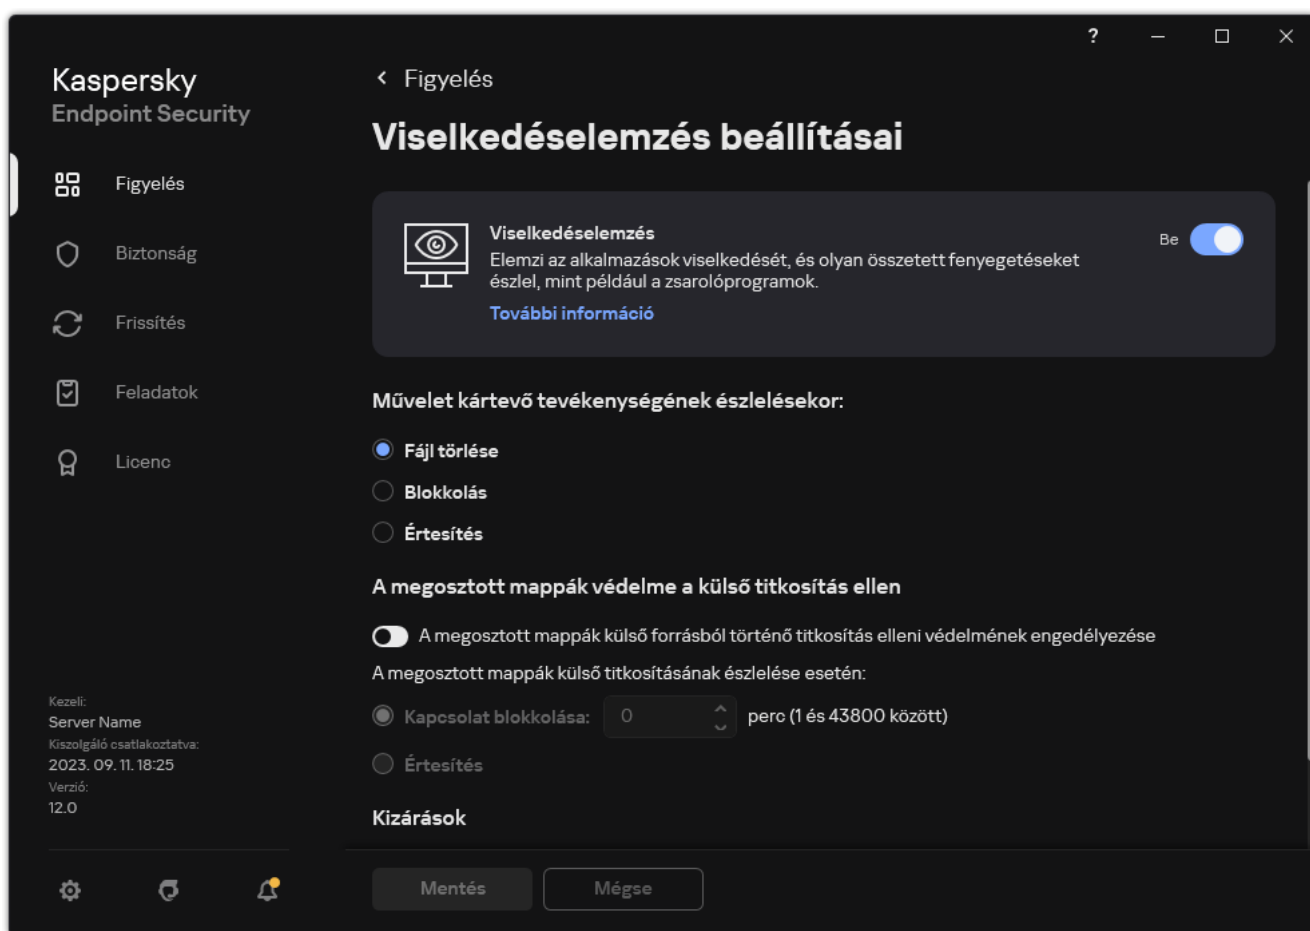 ?
Kaspersky
Endpoint Security
Figyelés
Biztonság
Frissítés
Feladatok
Licenc
Kezeli:
Server Name
Kiszolgáló csatlakoztatva:
2023. 09. 11. 18:25
Verzió:
12.0
Figyelés
Viselkedéselemzés beállításai
Viselkedéselemzés
Be
Elemzi az alkalmazások viselkedését, és olyan összetett fenyegetéseket
észlel, mint például a zsarolóprogramok.
További információ
Művelet kártevő tevékenységének észlelésekor:
Fájl törlése
Blokkolás
Értesítés
A megosztott mappák védelme a külső titkosítás ellen
A megosztott mappák külső forrásból történő titkosítás elleni védelmének engedélyezése
A megosztott mappák külső titkosításának észlelése esetén:
Kapcsolat blokkolása: 0 perc (1 és 43800 között)
Értesítés
Kizárások
Mentés Mégse